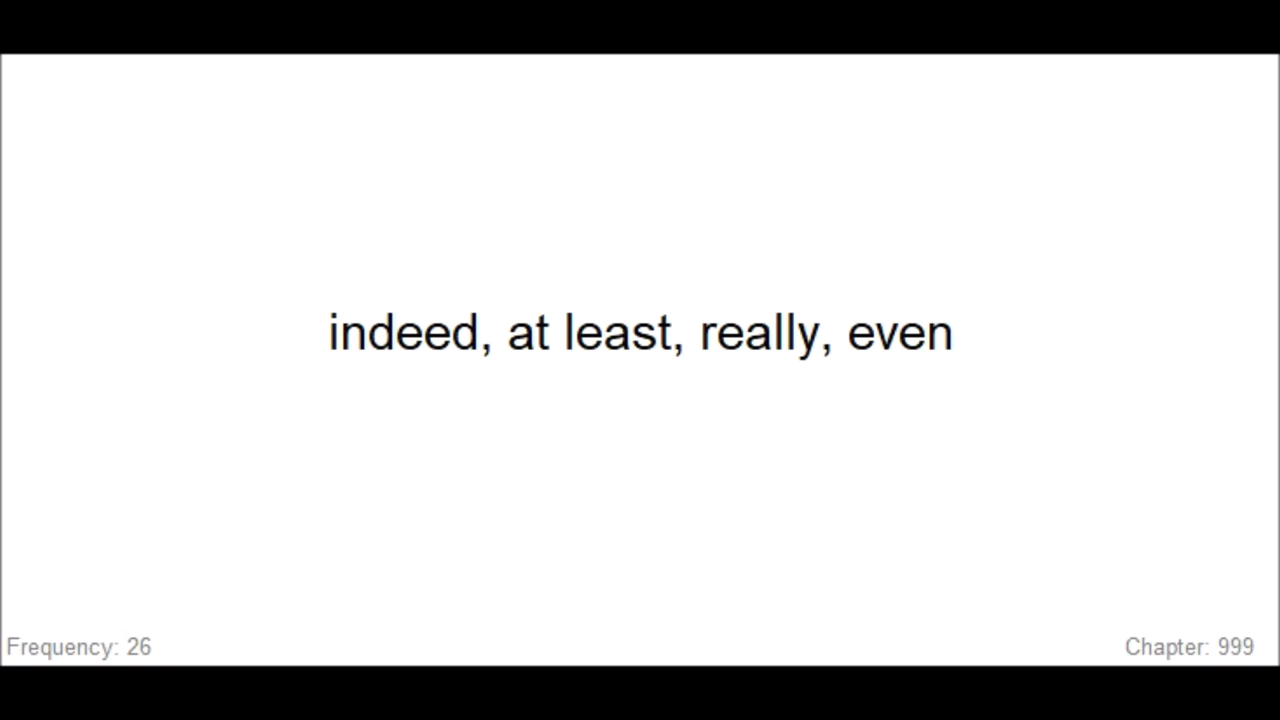 indeed, at least, really, even
Frequency: 26
Chapter: 999